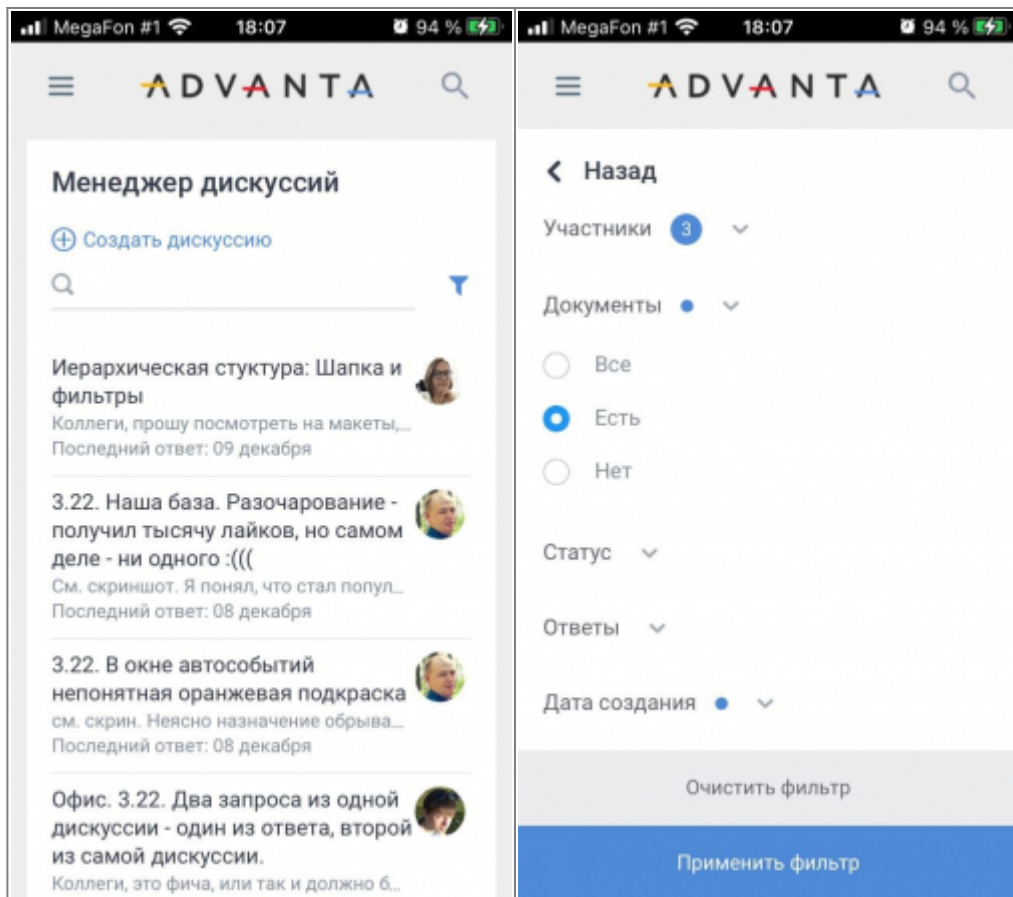 MegaFon #1 18:07 94 %
ADVANTA
Менеджер дискуссий
Создать дискуссию
Иерархическая стуктура: Шапка и
фильтры
Коллеги, прошу посмотреть на макеты,...
Последний ответ: 09 декабря
3.22. Наша база. Разочарование -
получил тысячу лайков, но самом
деле - ни одного :(((
См. скриншот. Я понял, что стал попул...
Последний ответ: 08 декабря
3.22. В окне автособытий
непонятная оранжевая подкраска
см. скрин. Неясно назначение обрыва...
Последний ответ: 08 декабря
Офис. 3.22. Два запроса из одной
дискуссии - один из ответа, второй
из самой дискуссии.
Коллеги, это фича, или так и должно б...
MegaFon #1 18:07 94 %
ADVANTA
Назад
Участники 3
Документы
Все
Есть
Нет
Статус
Ответы
Дата создания
Очистить фильтр
Применить фильтр